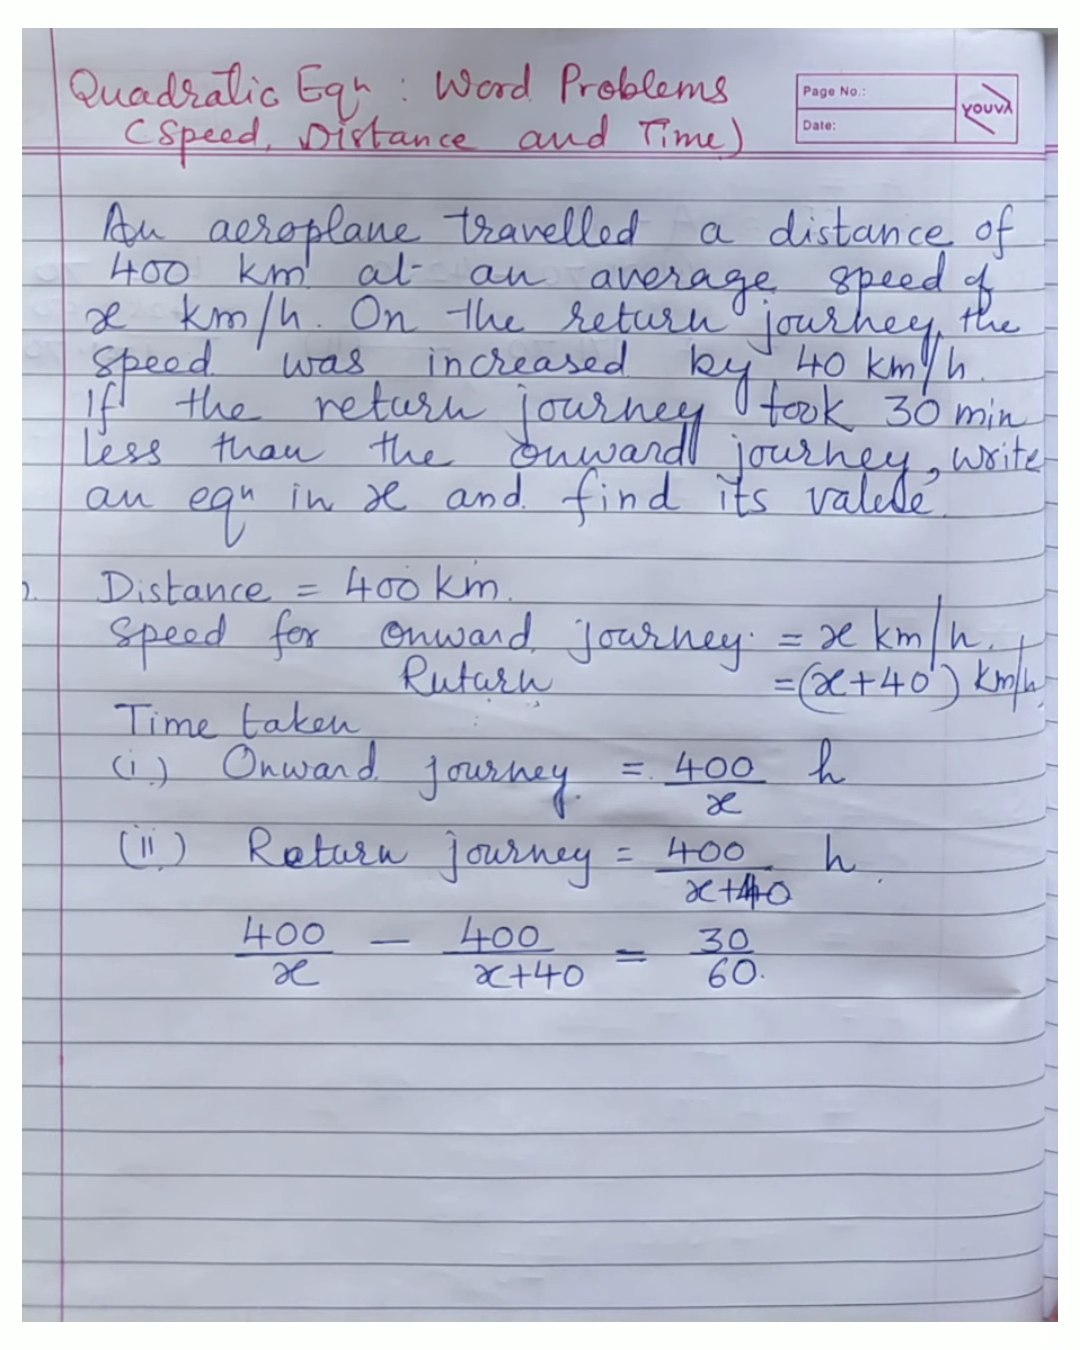 Quadratic Eqn : Word Problems
(Speed, Distance and Time)
Page No.:
Date:
YOUVA
An aeroplane travelled a distance of
400 km at an average speed of
x km/h. On the return journey, the
speed was increased by 40 km/h.
If the return journey took 30 min
less than the onward journey, write
an eqn in x and find its value.
Distance = 400 km.
Speed for onward journey = x km/h.
Ruturn = (x+40) km/h.
Time taken
(i) Onward journey = 400/x h
(ii) Return journey = 400/x+40 h.
400/x - 400/x+40 = 30/60.